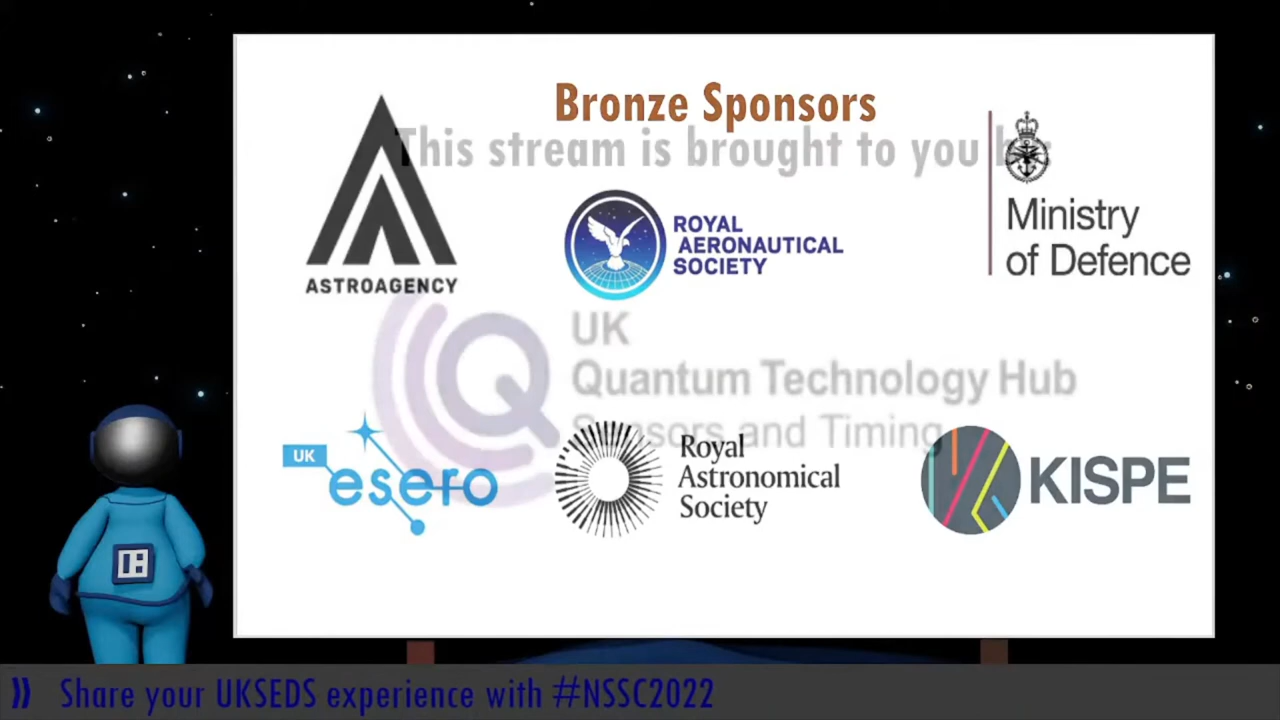 Bronze Sponsors
This stream is brought to you by:
ASTROAGENCY
ROYAL
AERONAUTICAL
SOCIETY
Ministry
of Defence
UK
Quantum Technology Hub
Sensors and Timing
UK
esero
Royal
Astronomical
Society
KISPE
Share your UKSEDS experience with #NSSC2022